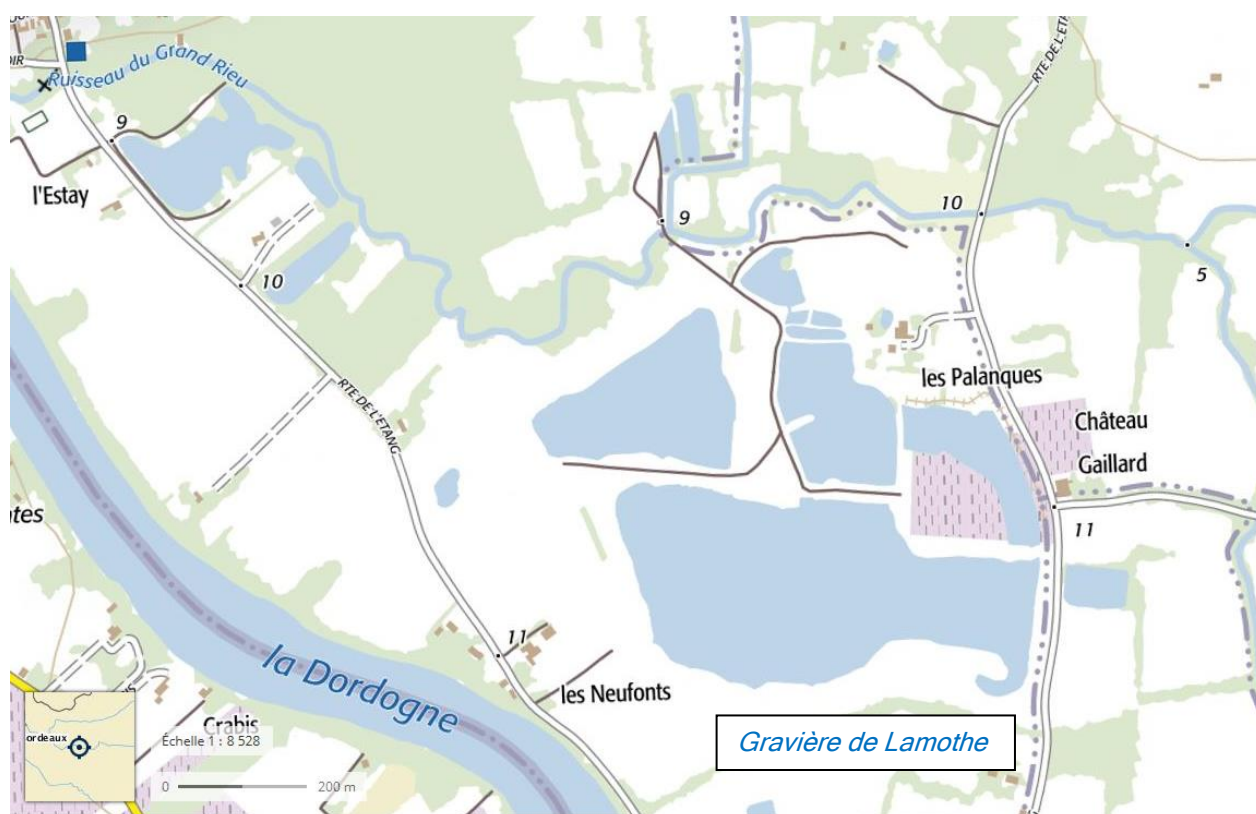 Ruisseau du Grand Rieu
RTE DE L'ETH
9
l'Estay
9
10
10
5
les Palanques
RTE DE L'ETANG
Château
Gaillard
11
11
les Neufonts
la Dordogne
Crabis
ordeaux
Échelle 1 : 8 528
0
200 m
Gravière de Lamothe